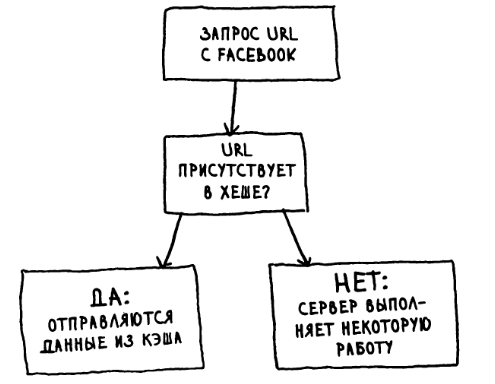 ЗАПРОС URL
С FACEBOOK
URL
ПРИСУТСТВУЕТ
В ХЕШЕ?
ДА:
ОТПРАВЛЯЮТСЯ
ДАННЫЕ ИЗ КЭША
НЕТ:
СЕРВЕР ВЫПОЛ-
НЯЕТ НЕКОТОРУЮ
РАБОТУ